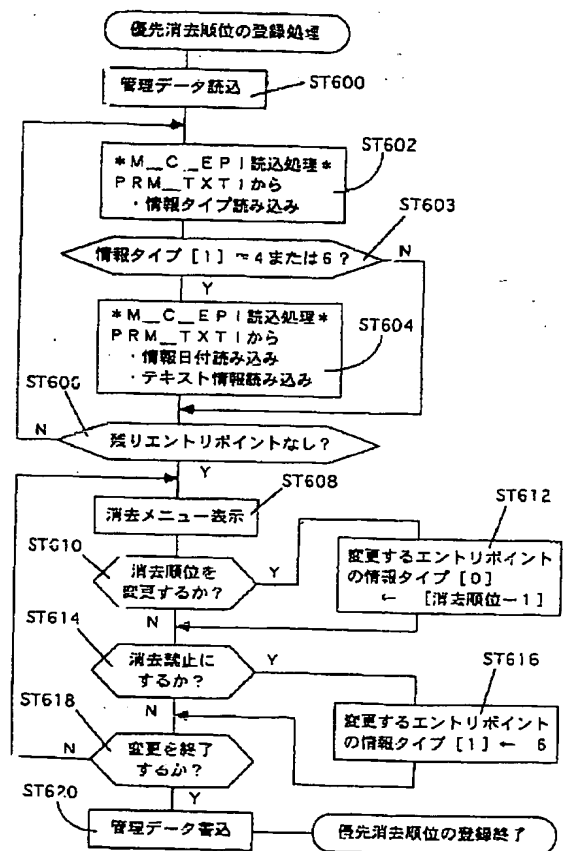 優先消去順位の登録処理
管理データ読込
ST600
ST602
*M__C__EPI読込処理*
PRM__TXTIから
・情報タイプ読み込み
ST603
情報タイプ[1]=4または6?
N
Y
*M__C__EPI読込処理*
PRM__TXTIから
・情報日付読み込み
・テキスト情報読み込み
ST604
ST606
N
残りエントリポイントなし?
Y
ST608
消去メニュー表示
ST612
ST610
消去順位を
変更するか?
Y
変更するエントリポイント
の情報タイプ[0]
← [消去順位-1]
N
ST614
消去禁止に
するか?
Y
ST616
N
ST618
変更するエントリポイント
の情報タイプ[1]← 6
N
変更を終了
するか?
Y
ST620
管理データ書込
優先消去順位の登録終了